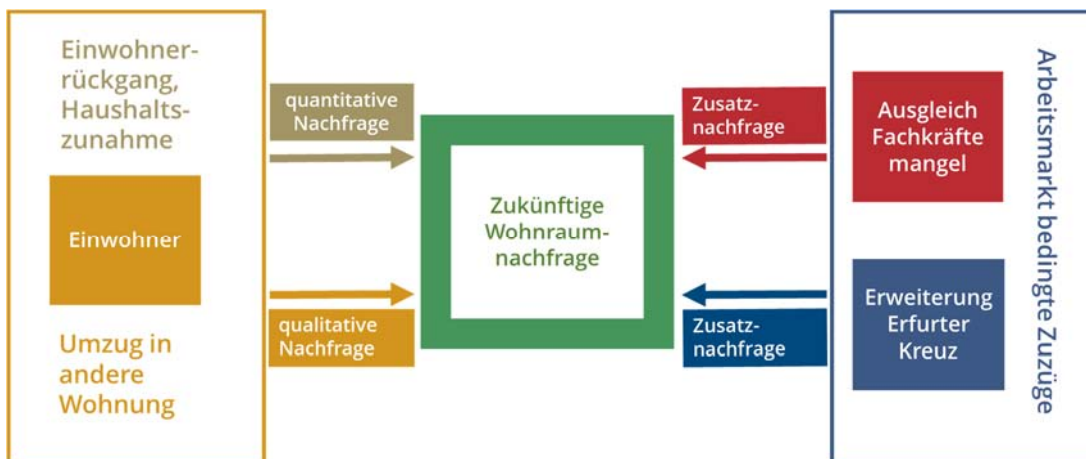 Einwohner-
rückgang,
Haushalts-
zunahme
Einwohner
Umzug in
andere
Wohnung
quantitative
Nachfrage
qualitative
Nachfrage
Zukünftige
Wohnraum-
nachfrage
Zusatz-
nachfrage
Zusatz-
nachfrage
Ausgleich
Fachkräfte
mangel
Erweiterung
Erfurter
Kreuz
Arbeitsmarkt bedingte Zuzüge